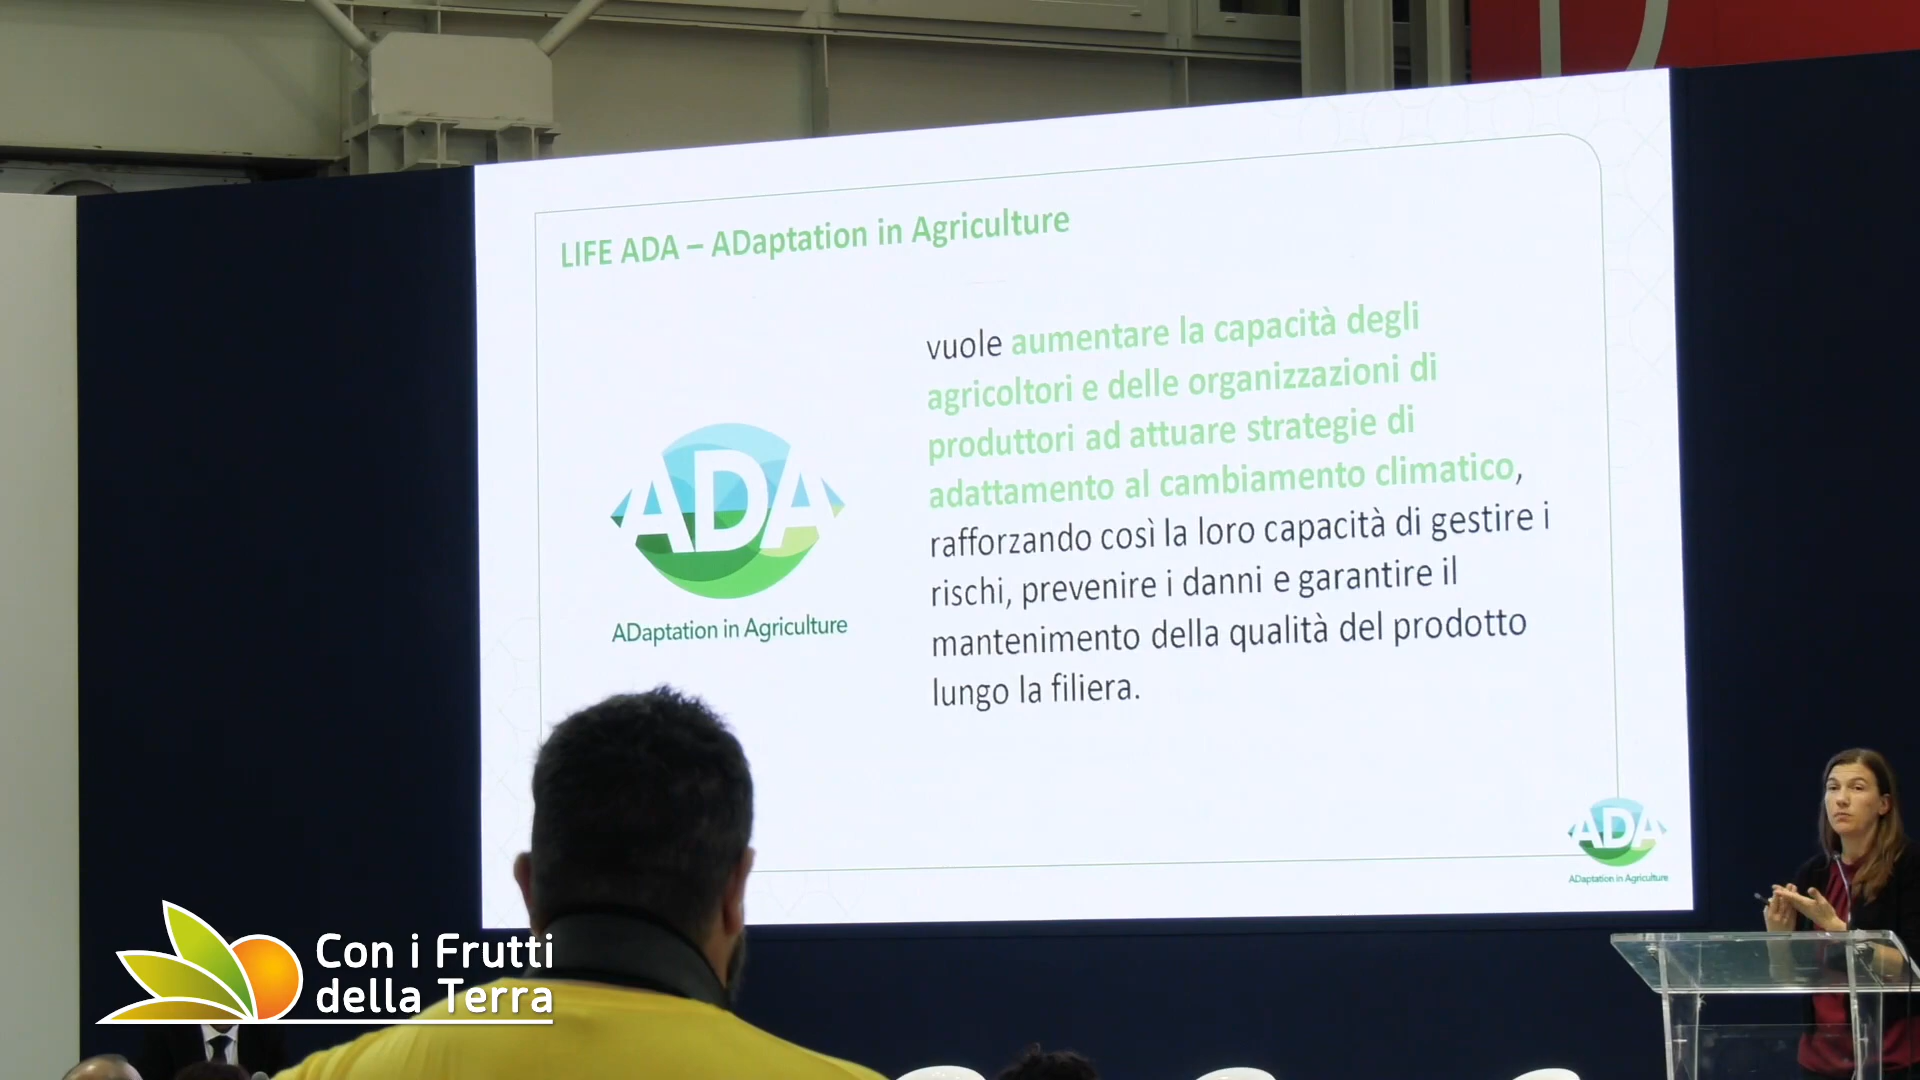 LIFE ADA – ADaptation in Agriculture
vuole aumentare la capacità degli
agricoltori e delle organizzazioni di
produttori ad attuare strategie di
adattamento al cambiamento climatico,
rafforzando così la loro capacità di gestire i
rischi, prevenire i danni e garantire il
mantenimento della qualità del prodotto
lungo la filiera.
ADA
ADaptation in Agriculture
ADA
ADaptation in Agriculture
Con i Frutti
della Terra